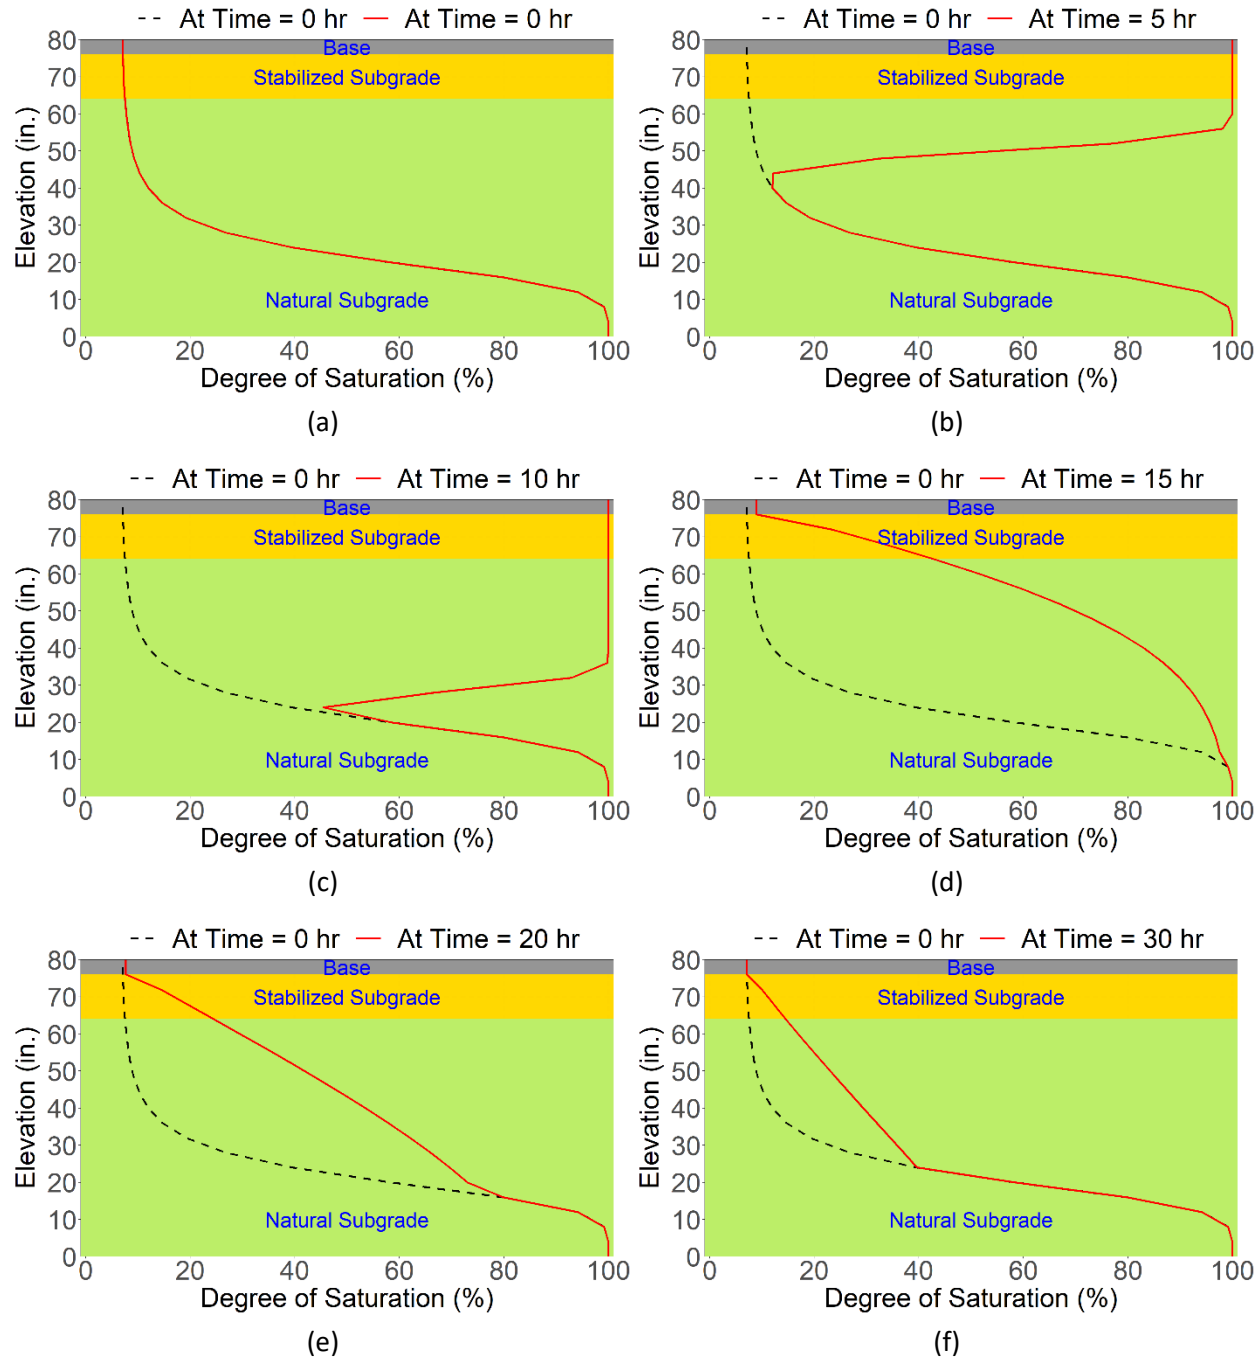 At Time = 0 hr At Time = 0 hr
80
70
60
50
40
30
20
10
0
Elevation (in.)
Base
Stabilized Subgrade
Natural Subgrade
0 20 40 60 80 100
Degree of Saturation (%)
(a)
At Time = 0 hr At Time = 5 hr
80
70
60
50
40
30
20
10
0
Elevation (in.)
Base
Stabilized Subgrade
Natural Subgrade
0 20 40 60 80 100
Degree of Saturation (%)
(b)
At Time = 0 hr At Time = 10 hr
80
70
60
50
40
30
20
10
0
Elevation (in.)
Base
Stabilized Subgrade
Natural Subgrade
0 20 40 60 80 100
Degree of Saturation (%)
(c)
At Time = 0 hr At Time = 15 hr
80
70
60
50
40
30
20
10
0
Elevation (in.)
Base
Stabilized Subgrade
Natural Subgrade
0 20 40 60 80 100
Degree of Saturation (%)
(d)
At Time = 0 hr At Time = 20 hr
80
70
60
50
40
30
20
10
0
Elevation (in.)
Base
Stabilized Subgrade
Natural Subgrade
0 20 40 60 80 100
Degree of Saturation (%)
(e)
At Time = 0 hr At Time = 30 hr
80
70
60
50
40
30
20
10
0
Elevation (in.)
Base
Stabilized Subgrade
Natural Subgrade
0 20 40 60 80 100
Degree of Saturation (%)
(f)